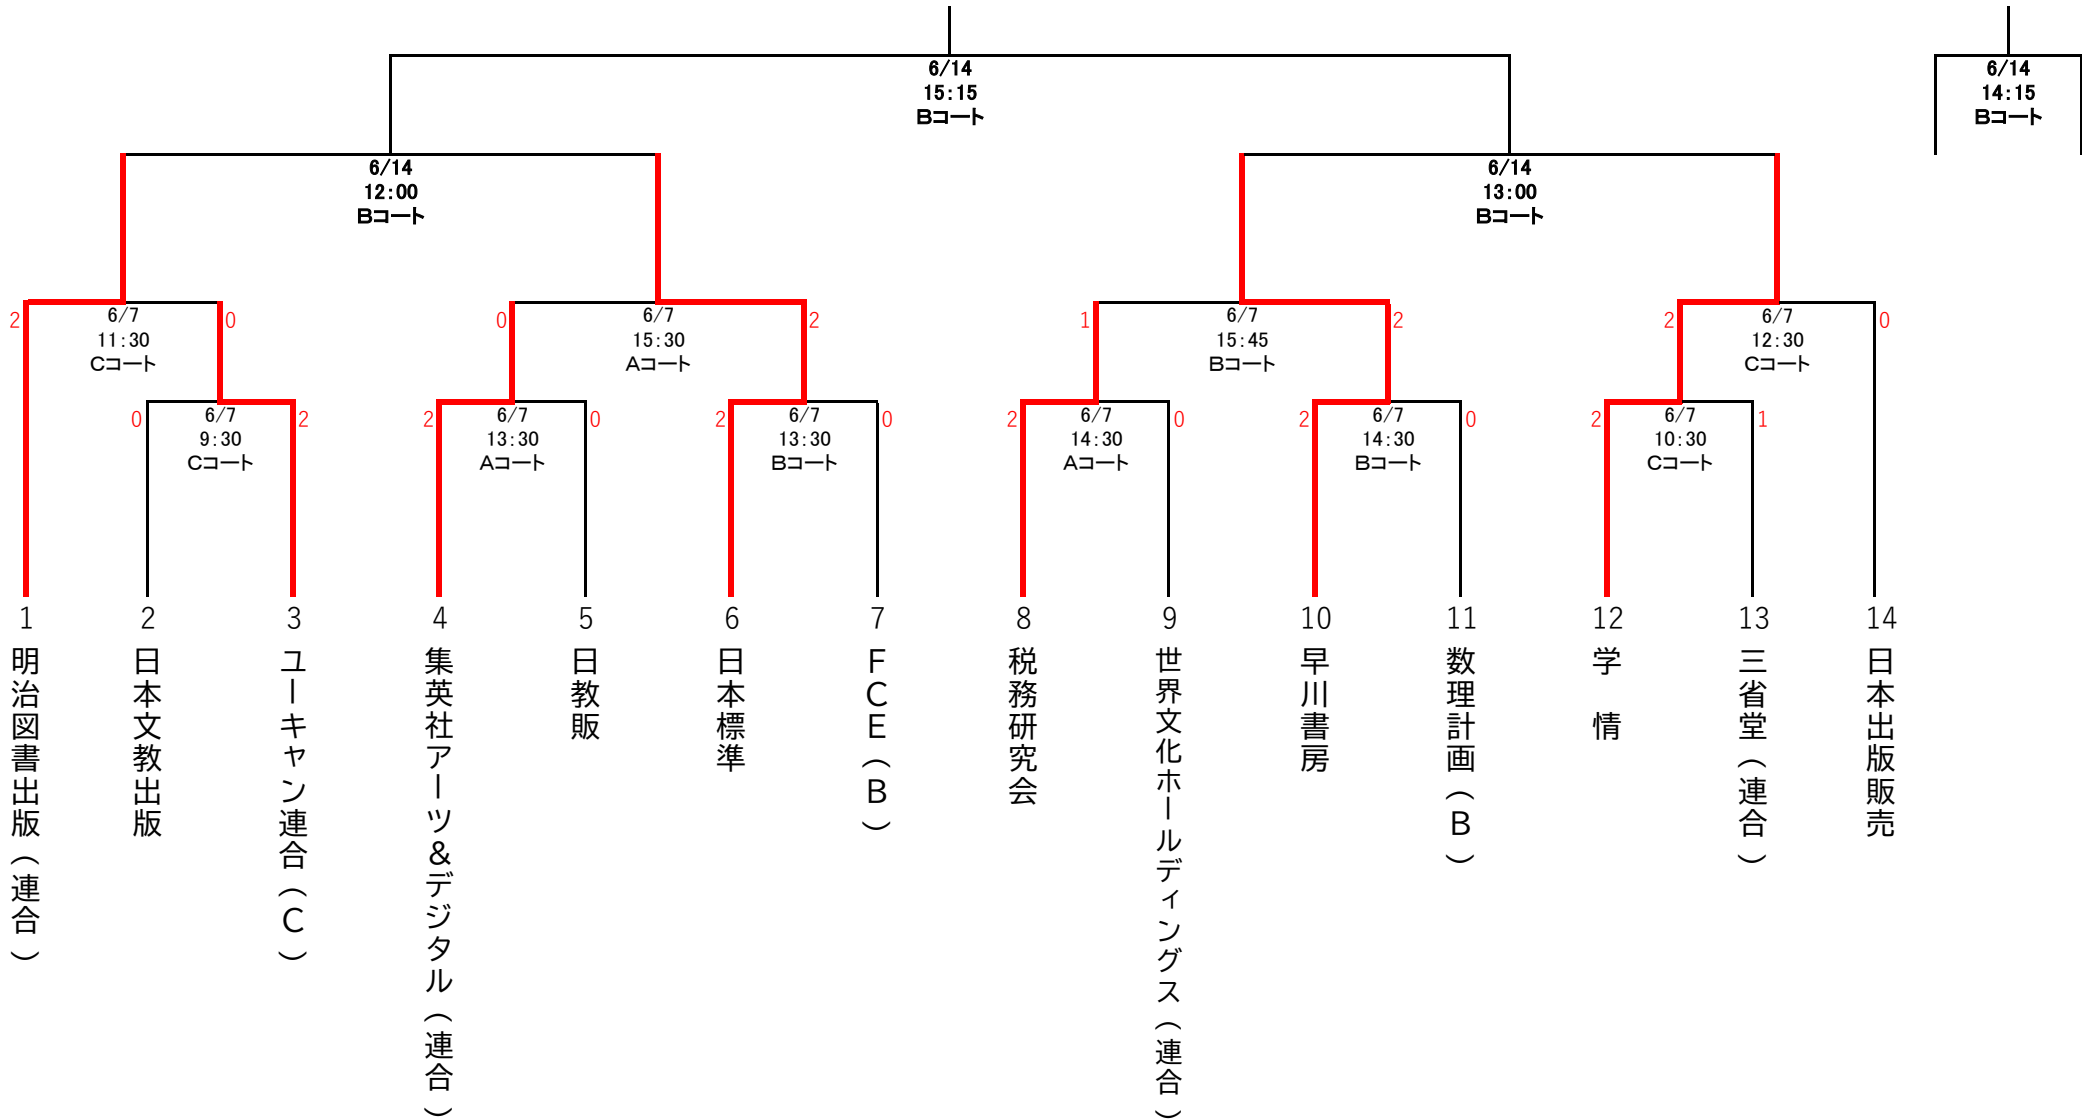 6/14
15:15
Bコート
6/14
14:15
Bコート
6/14
12:00
Bコート
6/14
13:00
Bコート
2
6/7
11:30
Cコート
0
0
6/7
15:30
Aコート
2
1
6/7
15:45
Bコート
2
2
6/7
12:30
Cコート
0
0
6/7
9:30
Cコート
2
2
6/7
13:30
Aコート
0
2
6/7
13:30
Bコート
0
2
6/7
14:30
Aコート
0
2
6/7
14:30
Bコート
0
2
6/7
10:30
Cコート
1
1
明治図書出版（連合）
2
日本文教出版
3
ユーキャン連合（C）
4
集英社アーツ＆デジタル（連合）
5
日教販
6
日本標準
7
FCE（B）
8
税務研究会
9
世界文化ホールディングス（連合）
10
早川書房
11
数理計画（B）
12
学　情
13
三省堂（連合）
14
日本出版販売